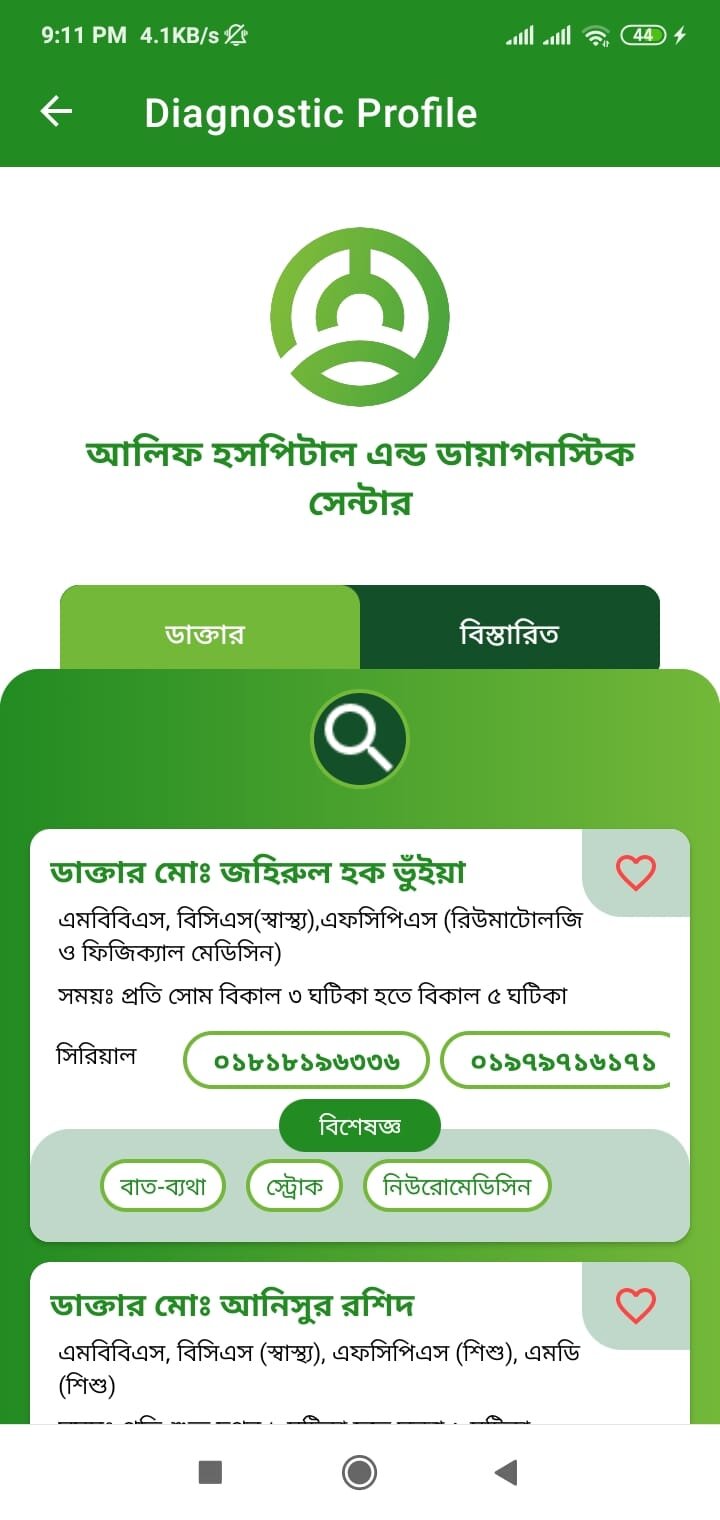 9:11 PM 4.1KB/s 44
Diagnostic Profile
আলিফ হসপিটাল এন্ড ডায়াগনস্টিক
সেন্টার
ডাক্তার বিস্তারিত
ডাক্তার মোঃ জহিরুল হক ভুঁইয়া
এমবিবিএস, বিসিএস(স্বাস্থ্য),এফসিপিএস (রিউমাটোলজি
ও ফিজিক্যাল মেডিসিন)
সময়ঃ প্রতি সোম বিকাল ৩ ঘটিকা হতে বিকাল ৫ ঘটিকা
সিরিয়াল ০১৮১৮১৯৬৩৩৬ ০১৯৭৯৭১৬১৭১
বিশেষজ্ঞ
বাত-ব্যথা স্ট্রোক নিউরোমেডিসিন
ডাক্তার মোঃ আনিসুর রশিদ
এমবিবিএস, বিসিএস (স্বাস্থ্য), এফসিপিএস (শিশু), এমডি
(শিশু)